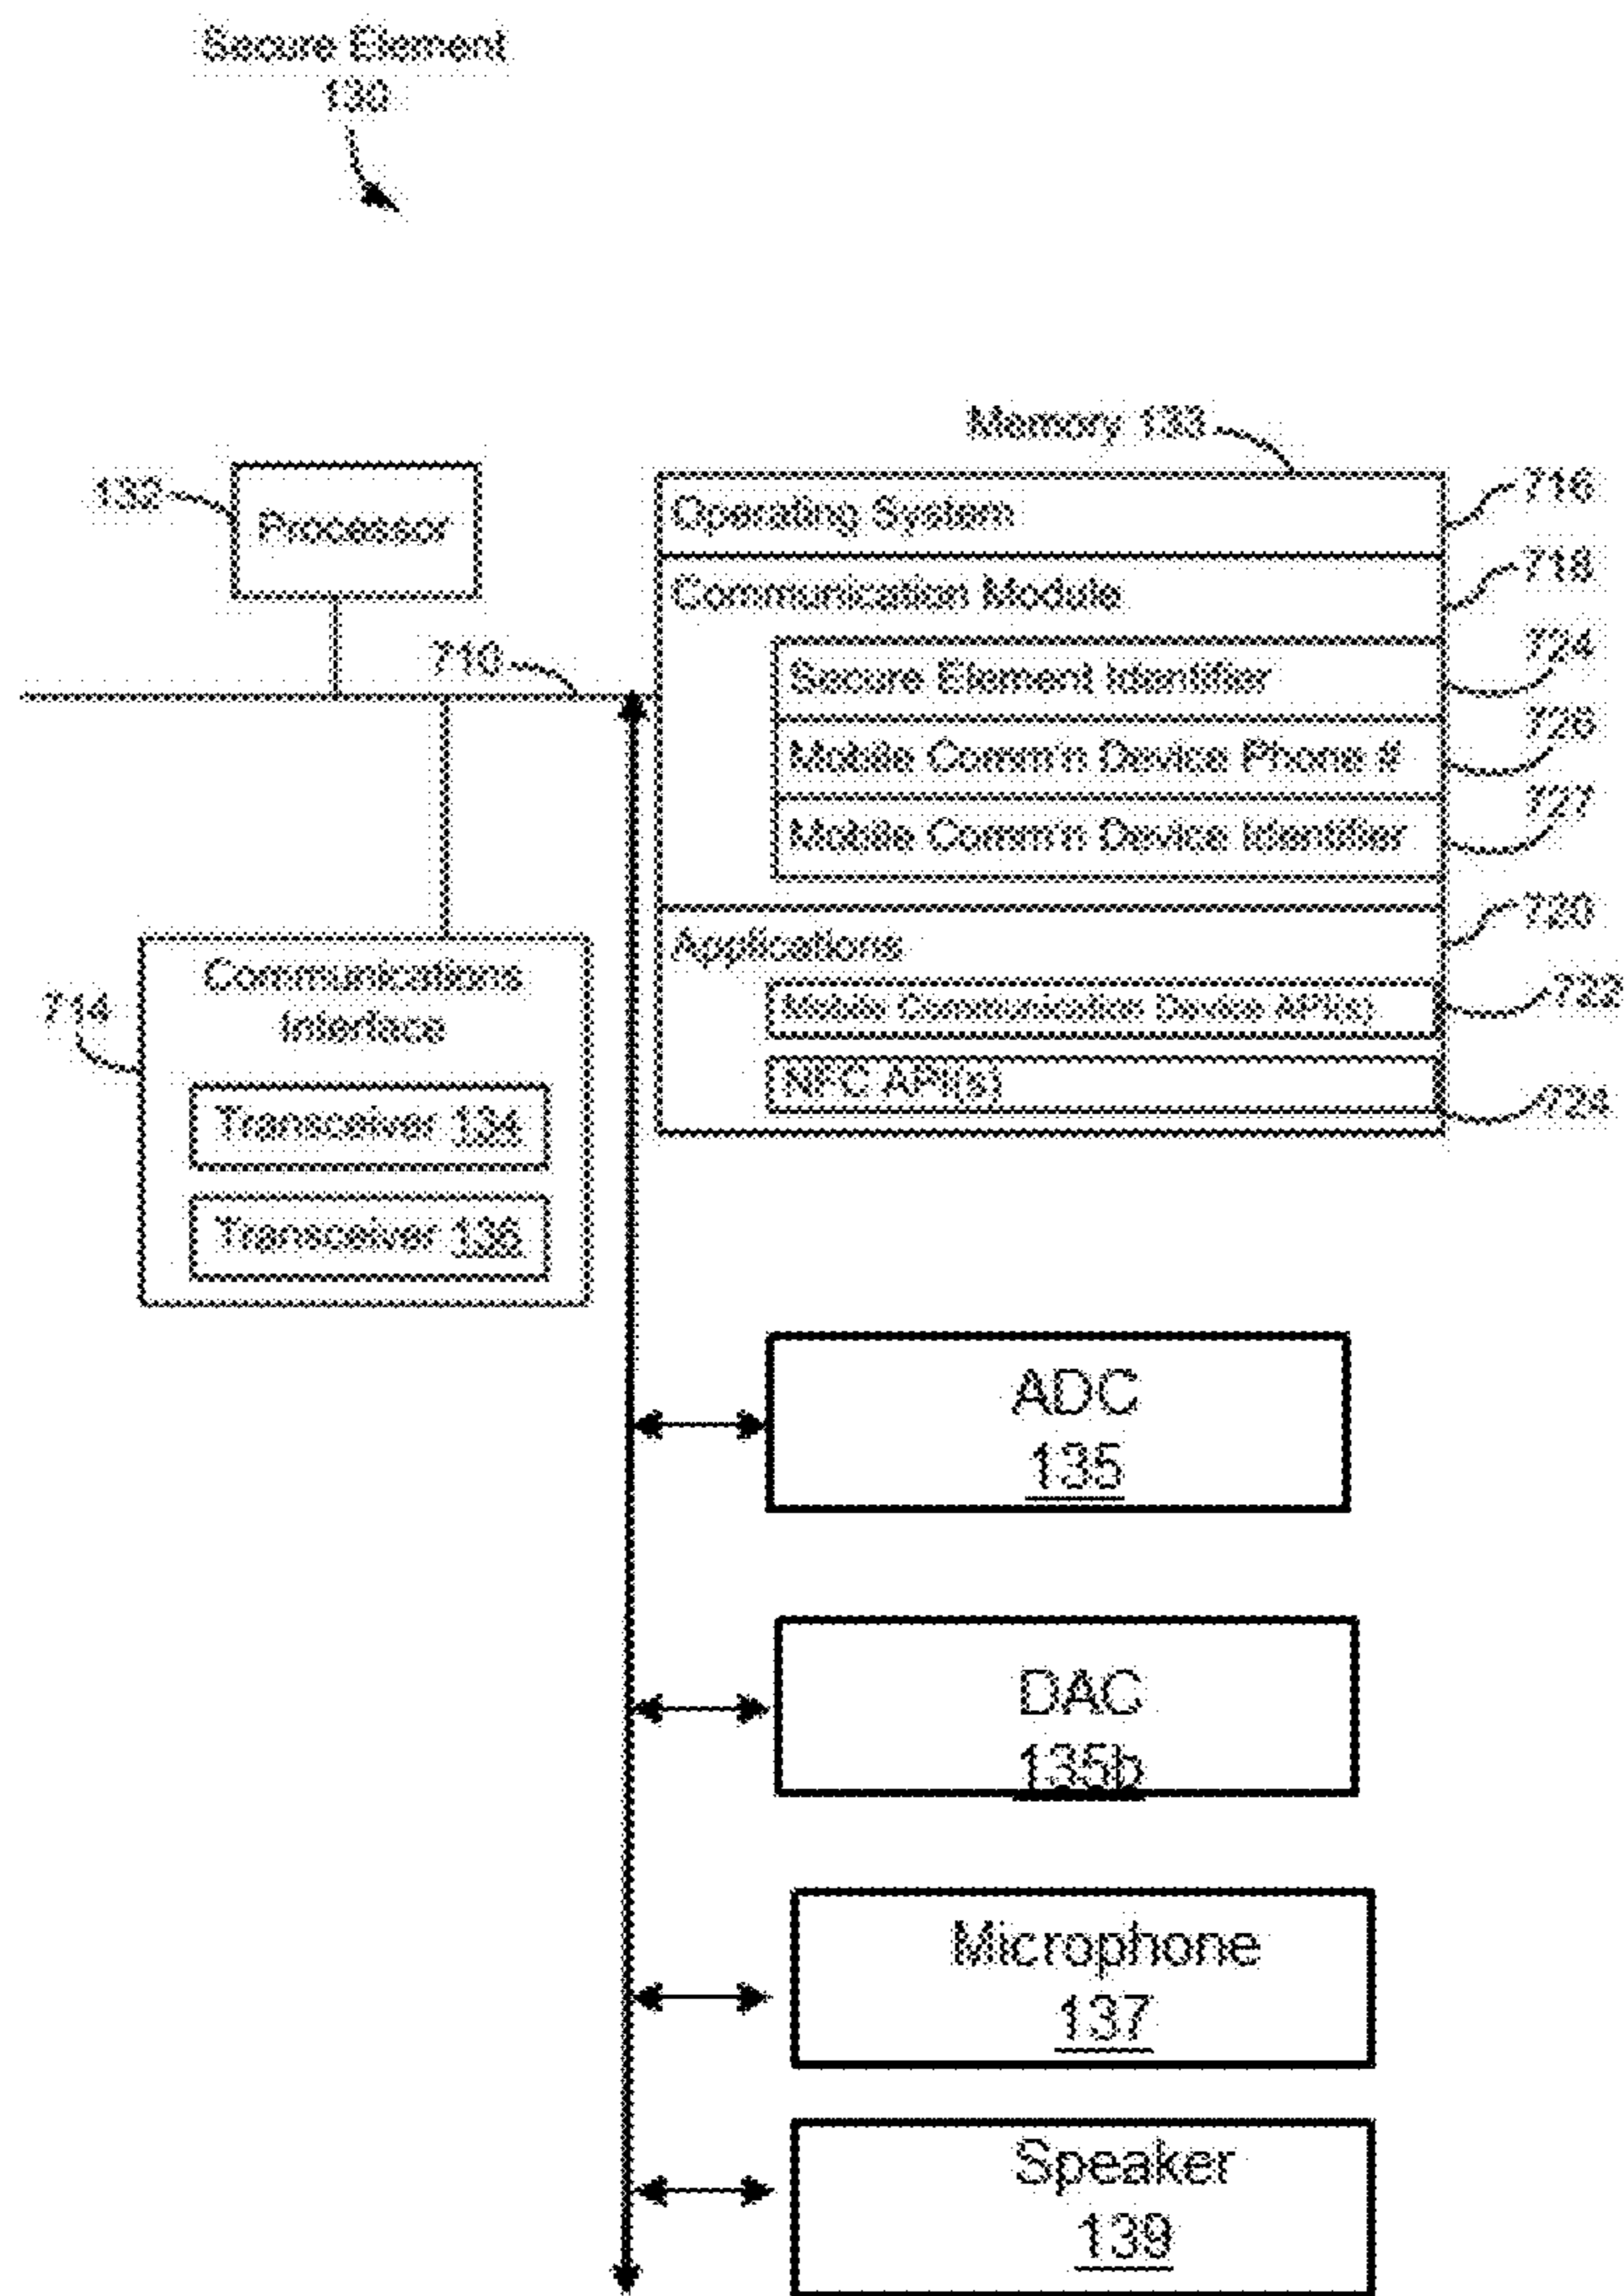 Secure Element
130
Memory 133
132
Processor
Operating System
716
Communication Module
718
710
Secure Element Identifier
724
Mobile Comm'n Device Phone #
726
Mobile Comm'n Device Identifier
727
Applications
720
714
Communications
Interface
Mobile Communication Device API(s)
722
NFC API(s)
724
Transceiver 134
Transceiver 136
ADC
135
DAC
135b
Microphone
137
Speaker
139